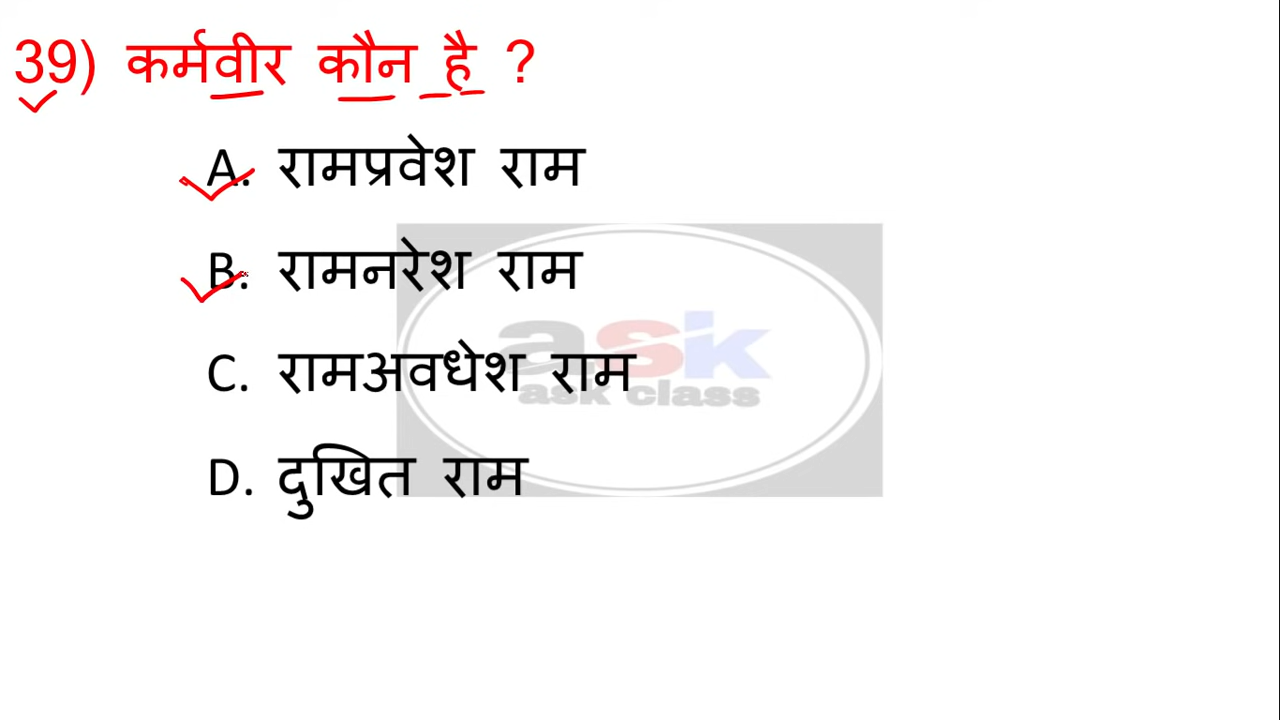 39) कर्मवीर कौन है ?
A. रामप्रवेश राम
B. रामनरेश राम
C. रामअवधेश राम
D. दुखित राम
ask
ask class